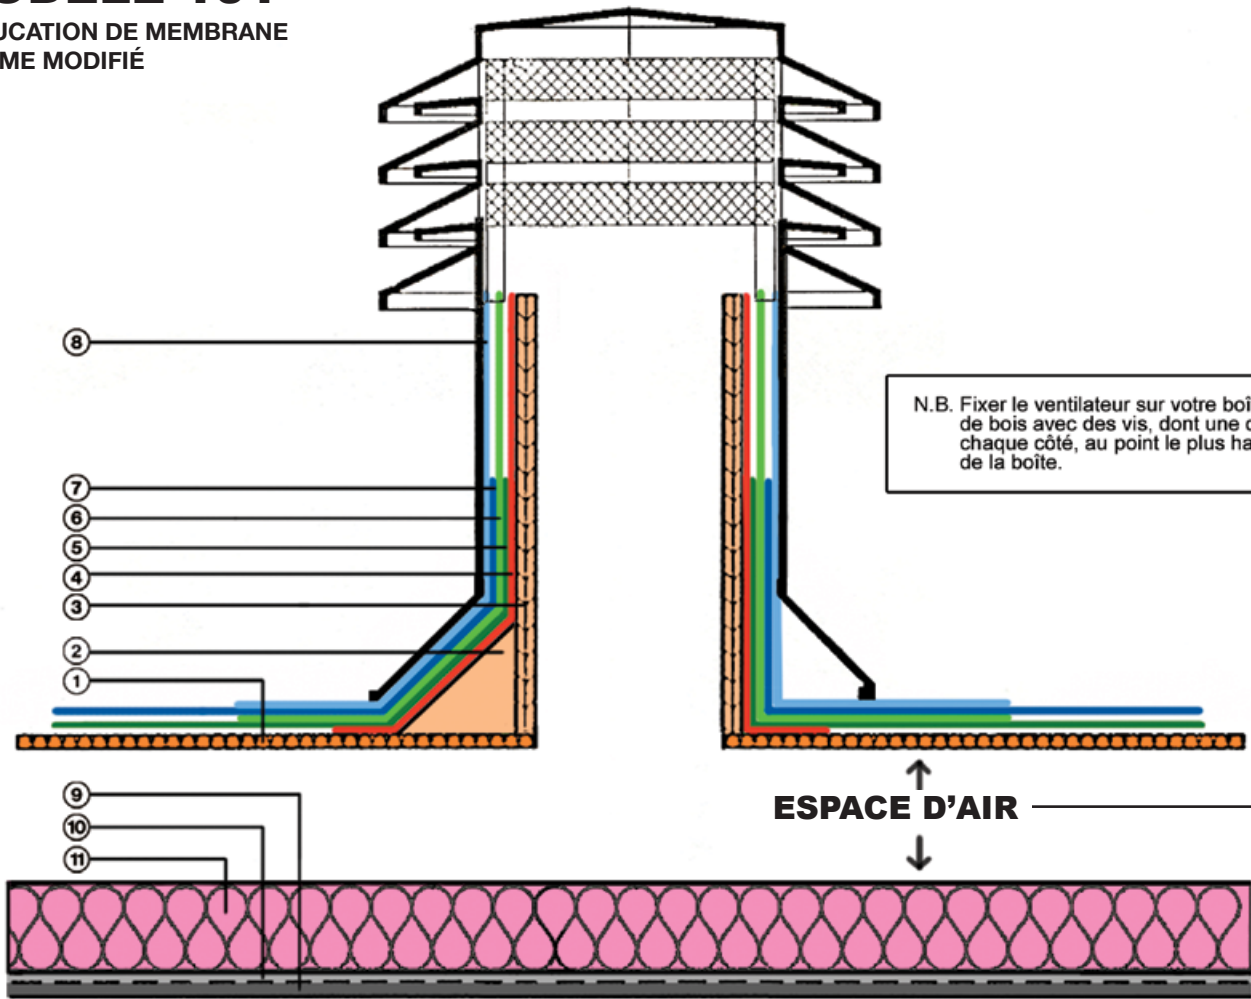 UCATION DE MEMBRANE
ME MODIFIÉ
8
N.B. Fixer le ventilateur sur votre boî
de bois avec des vis, dont une
chaque côté, au point le plus ha
de la boîte.
7
6
5
4
3
2
1
9
ESPACE D'AIR
10
11